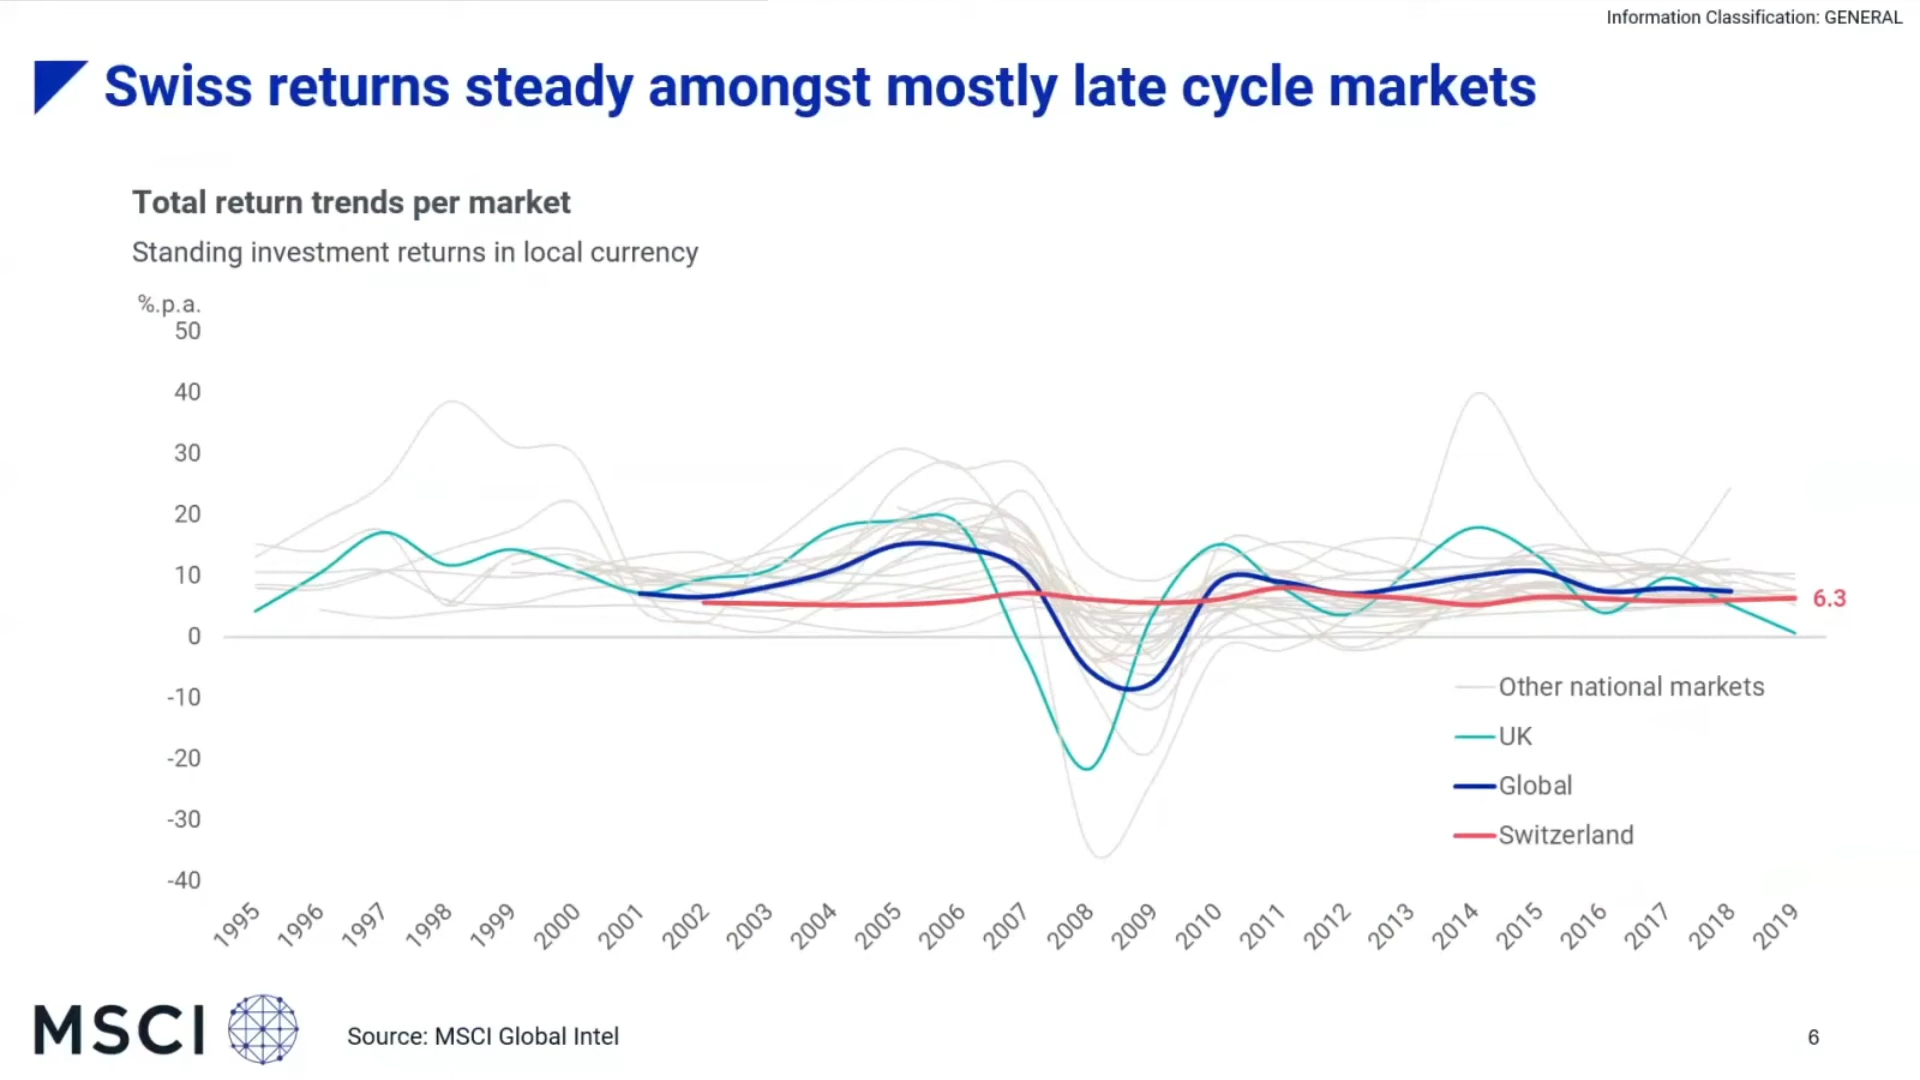 Information Classification: GENERAL
Swiss returns steady amongst mostly late cycle markets
Total return trends per market
Standing investment returns in local currency
%.p.a.
50
40
30
20
10
0
-10
-20
-30
-40
6.3
Other national markets
UK
Global
Switzerland
1995 1996 1997 1998 1999 2000 2001 2002 2003 2004 2005 2006 2007 2008 2009 2010 2011 2012 2013 2014 2015 2016 2017 2018 2019
MSCI
Source: MSCI Global Intel
6